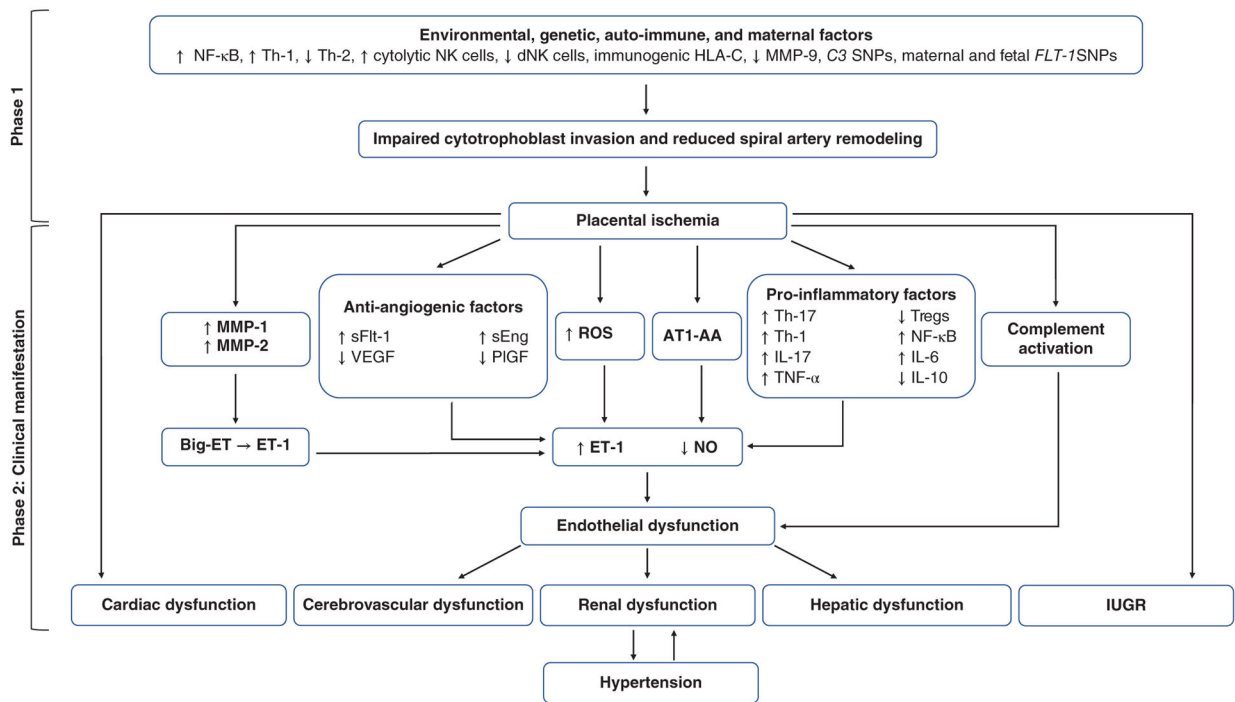 Phase 1
Environmental, genetic, auto-immune, and maternal factors
↑ NF-κB, ↑ Th-1, ↓ Th-2, ↑ cytolytic NK cells, ↓ dNK cells, immunogenic HLA-C, ↓ MMP-9, C3 SNPs, maternal and fetal FLT-1SNPs
Impaired cytotrophoblast invasion and reduced spiral artery remodeling
Placental ischemia
Phase 2: Clinical manifestation
↑ MMP-1
↑ MMP-2
Anti-angiogenic factors
↑ sFlt-1 ↑ sEng
↓ VEGF ↓ PlGF
↑ ROS
AT1-AA
Pro-inflammatory factors
↑ Th-17 ↓ Tregs
↑ Th-1 ↑ NF-κB
↑ IL-17 ↑ IL-6
↑ TNF-α ↓ IL-10
Complement
activation
Big-ET → ET-1
↑ ET-1 ↓ NO
Endothelial dysfunction
Cardiac dysfunction
Cerebrovascular dysfunction
Renal dysfunction
Hepatic dysfunction
IUGR
Hypertension